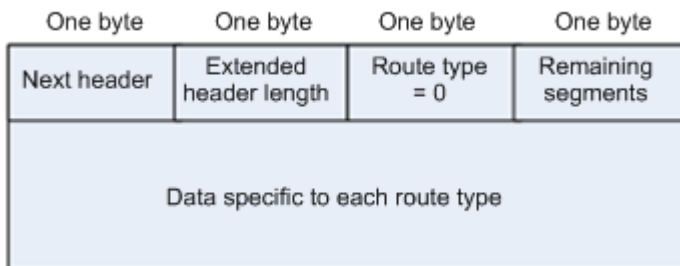 One byte One byte One byte One byte
Next header Extended header length Route type = 0 Remaining segments
Data specific to each route type